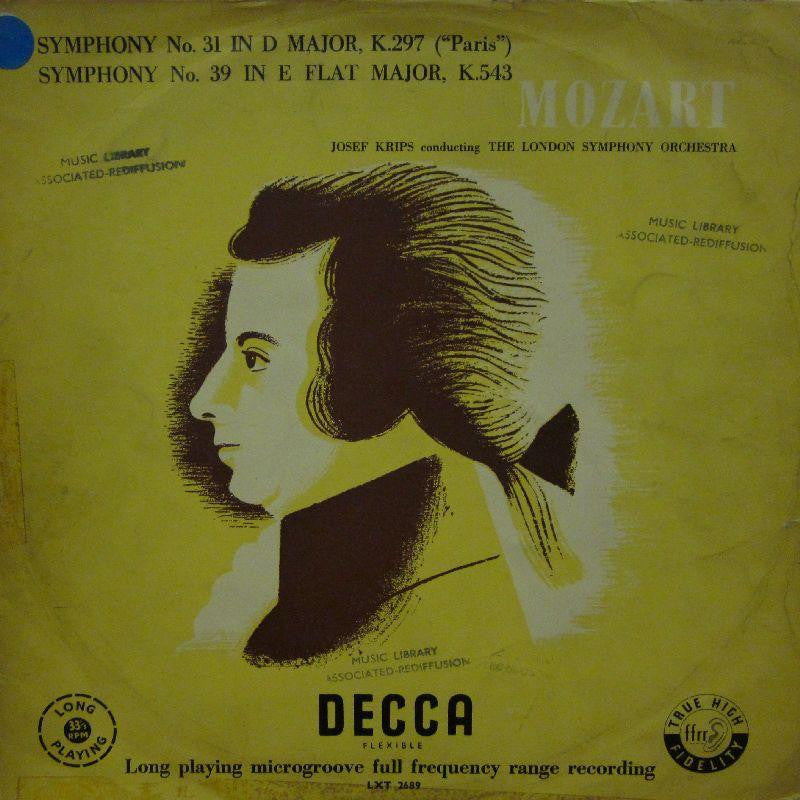 SYMPHONY No. 31 IN D MAJOR, K.297 (“Paris”)
SYMPHONY No. 39 IN E FLAT MAJOR, K.543
MOZART
JOSEF KRIPS conducting THE LONDON SYMPHONY ORCHESTRA
MUSIC LIBRARY
ASSOCIATED-REDIFFUSION
MUSIC LIBRARY
ASSOCIATED-REDIFFUSION
MUSIC LIBRARY
ASSOCIATED-REDIFFUSION
LONG
33⅓
RPM
PLAYING
DECCA
FLEXIBLE
TRUE HIGH
ffrr
FIDELITY
Long playing microgroove full frequency range recording
LXT 2689